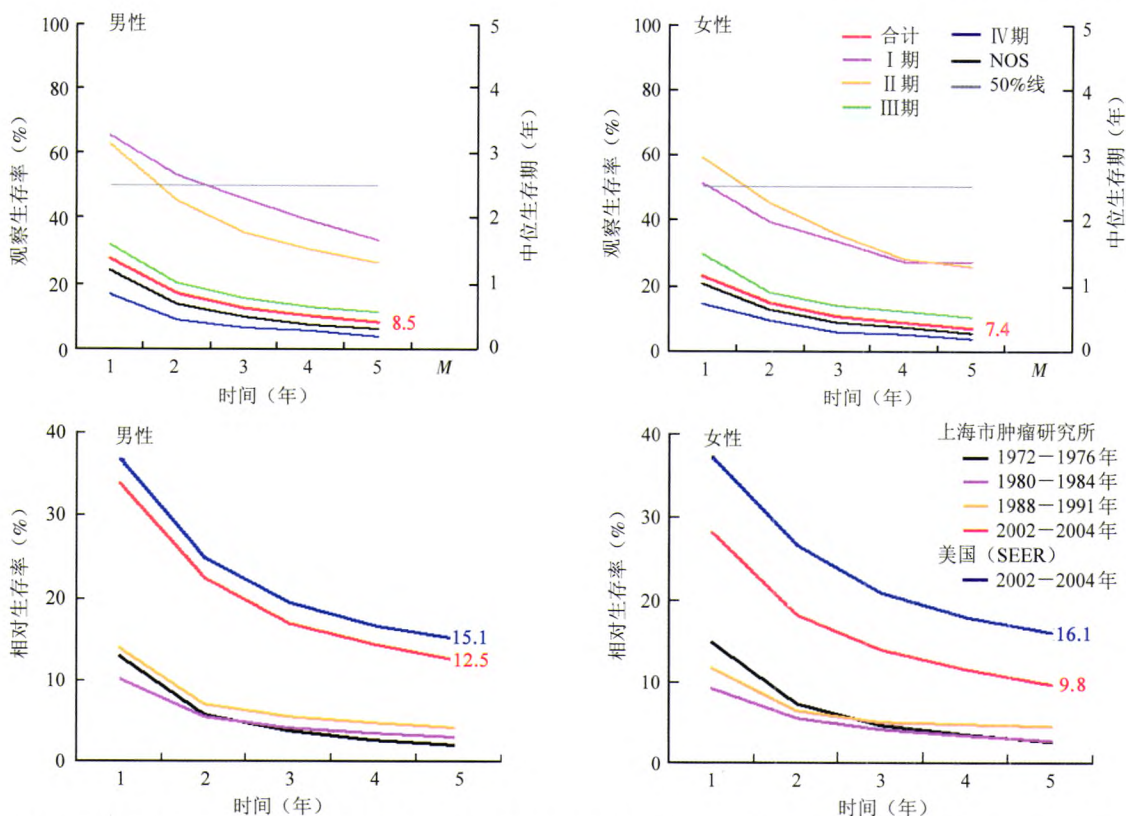 男性
100
80
60
40
20
0
观察生存率（%）
5
4
3
2
1
0
中位生存期（年）
8.5
1 2 3 4 5 M
时间（年）
女性
100
80
60
40
20
0
观察生存率（%）
合计
Ⅰ期
Ⅱ期
Ⅲ期
Ⅳ期
NOS
50%线
5
4
3
2
1
0
中位生存期（年）
7.4
1 2 3 4 5 M
时间（年）
男性
40
30
20
10
0
相对生存率（%）
15.1
12.5
1 2 3 4 5
时间（年）
女性
40
30
20
10
0
相对生存率（%）
上海市肿瘤研究所
1972－1976年
1980－1984年
1988－1991年
2002－2004年
美国（SEER）
2002－2004年
16.1
9.8
1 2 3 4 5
时间（年）